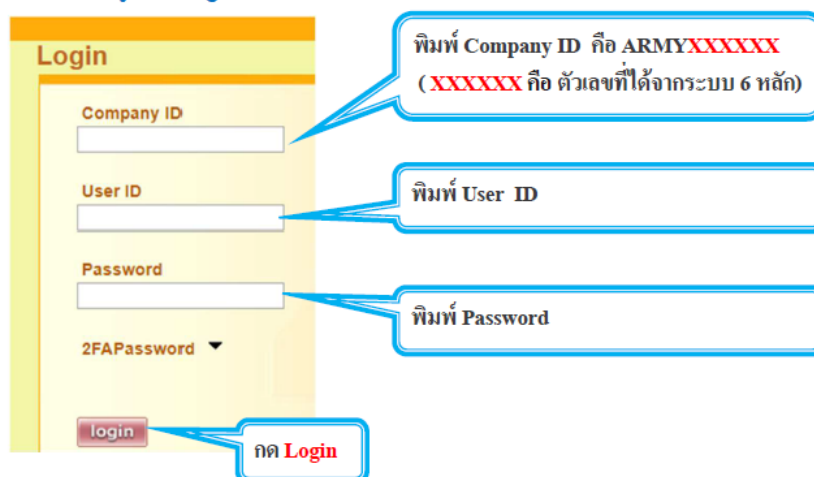 Login
พิมพ์ Company ID คือ ARMYXXXXXX
( XXXXXX คือ ตัวเลขที่ได้จากระบบ 6 หลัก)
Company ID
User ID
พิมพ์ User ID
Password
พิมพ์ Password
2FAPassword
login
กด Login